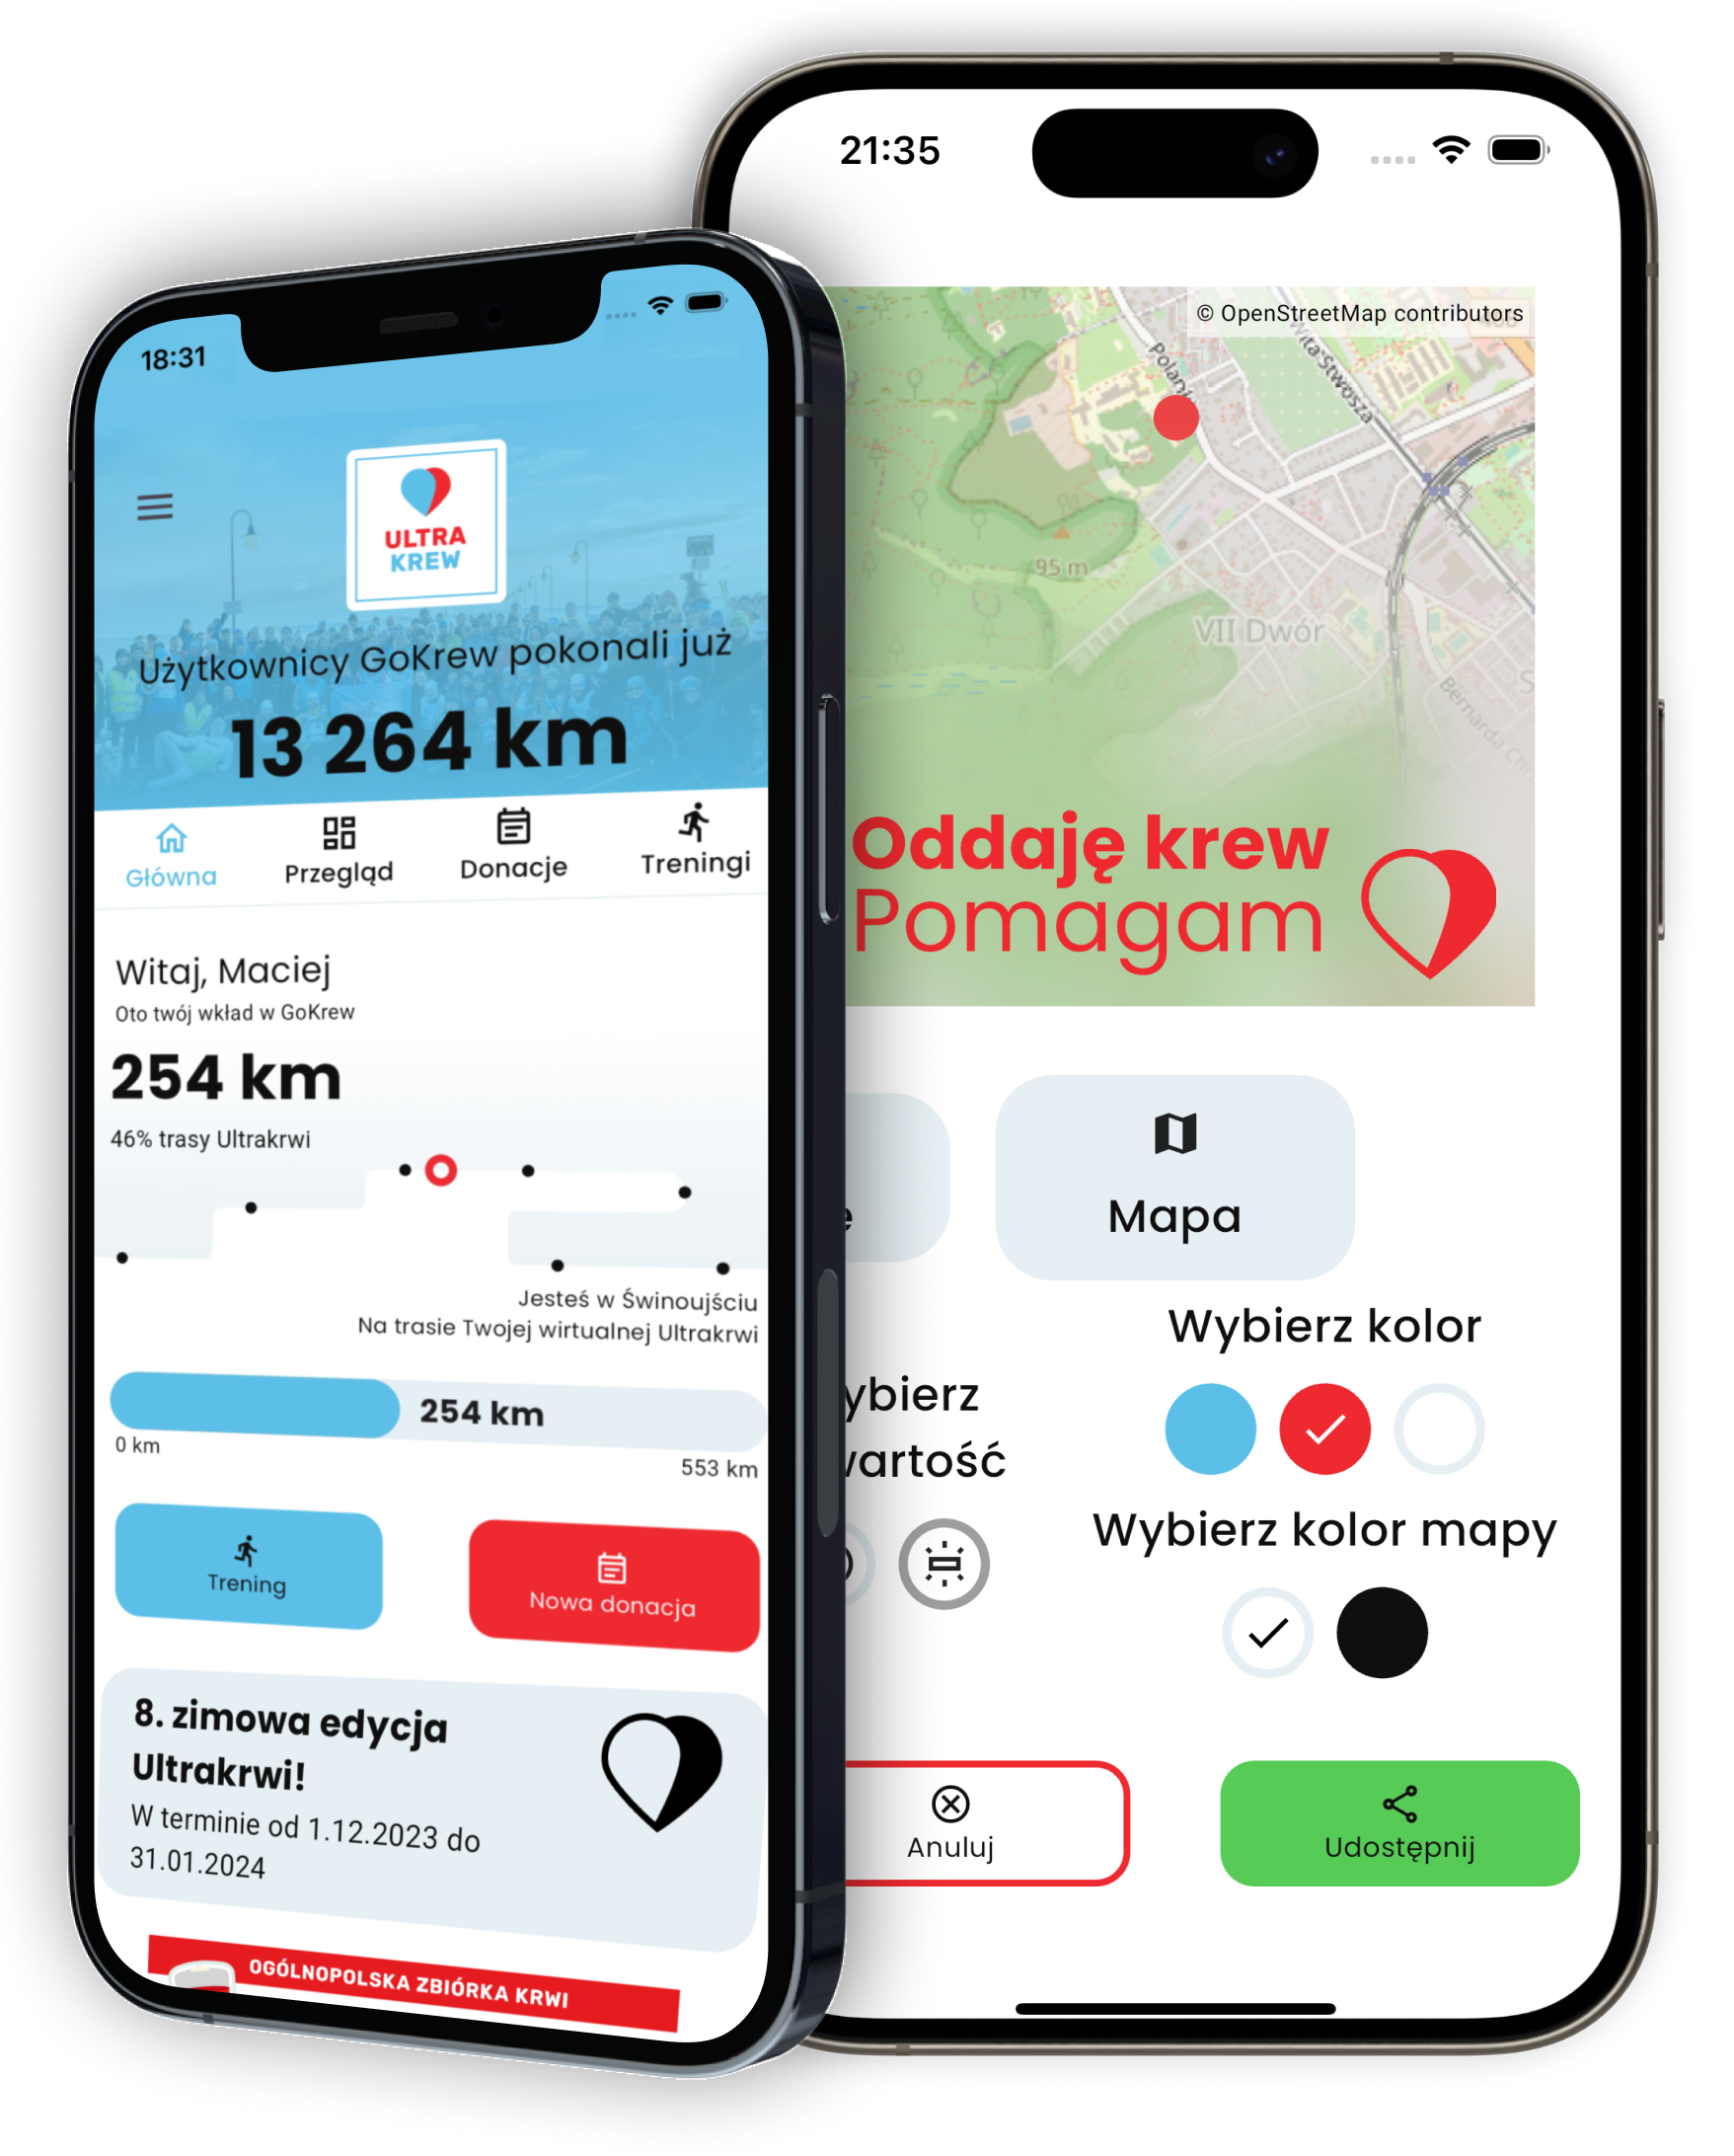 18:31
ULTRA
KREW
Użytkownicy GoKrew pokonali już
13 264 km
Główna
Przegląd
Donacje
Treningi
Witaj, Maciej
Oto twój wkład w GoKrew
254 km
46% trasy Ultrakrwi
Jesteś w Świnoujściu
Na trasie Twojej wirtualnej Ultrakrwi
254 km
0 km
553 km
Trening
Nowa donacja
8. zimowa edycja
Ultrakrwi!
W terminie od 1.12.2023 do
31.01.2024
OGÓLNOPOLSKA ZBIÓRKA KRWI
21:35
© OpenStreetMap contributors
Wita Stwosza
95 m
VII Dwór
Bernarda
Oddaję krew
Pomagam
Mapa
Wybierz kolor
ybierz
wartość
Wybierz kolor mapy
Anuluj
Udostępnij